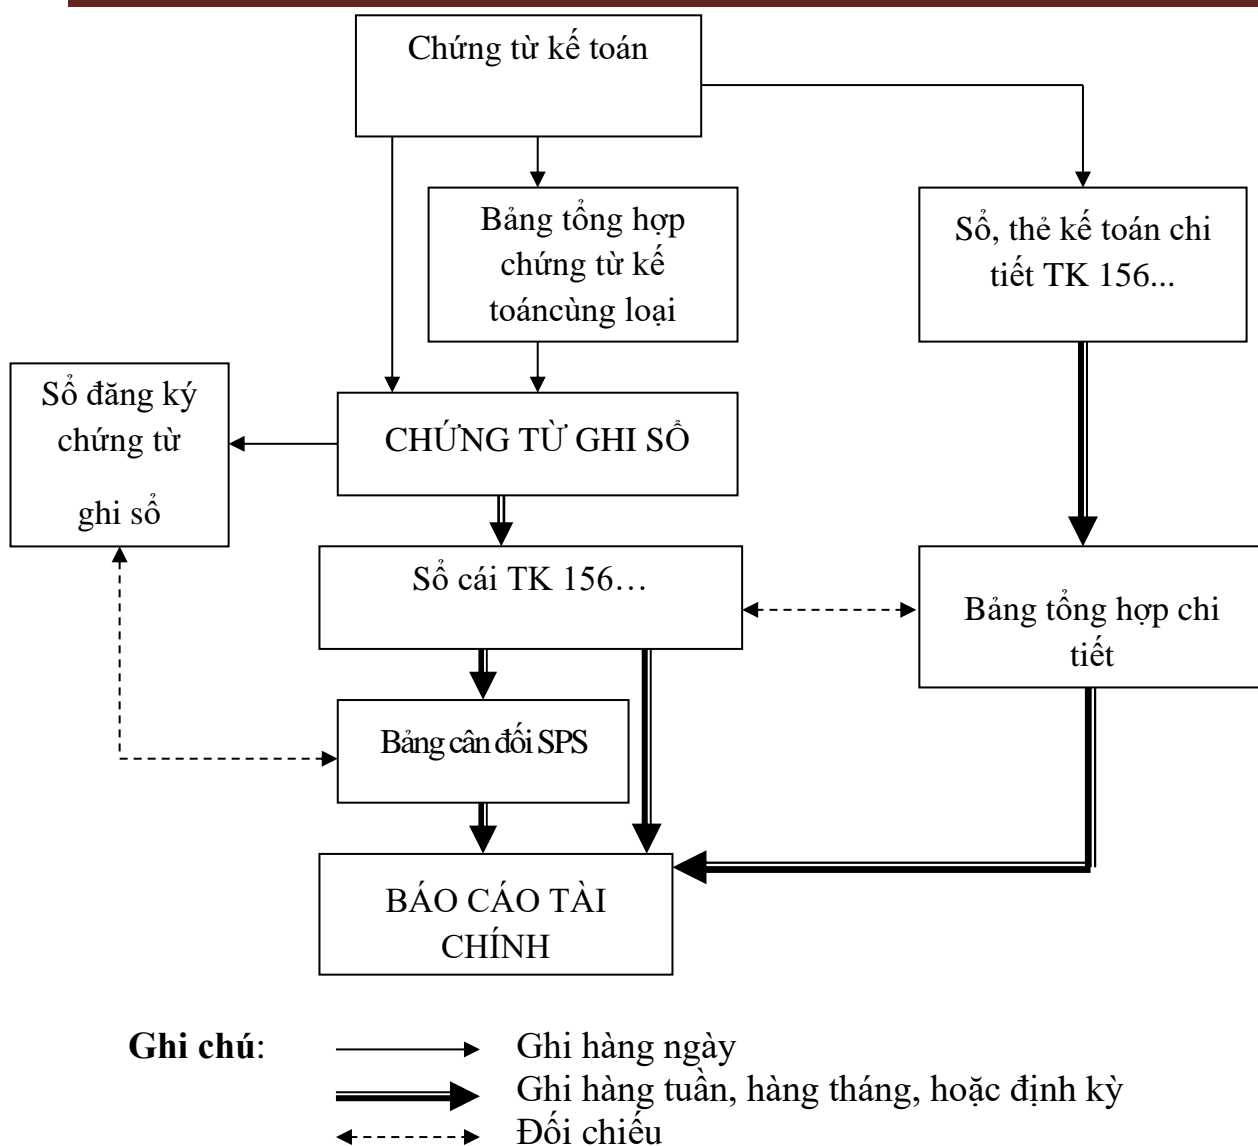 Chứng từ kế toán
Bảng tổng hợp
chứng từ kế
toáncùng loại
Sổ, thẻ kế toán chi
tiết TK 156...
Sổ đăng ký
chứng từ
ghi sổ
CHỨNG TỪ GHI SỔ
Sổ cái TK 156…
Bảng tổng hợp chi
tiết
Bảng cân đối SPS
BÁO CÁO TÀI
CHÍNH
Ghi chú:
Ghi hàng ngày
Ghi hàng tuần, hàng tháng, hoặc định kỳ
Đối chiếu